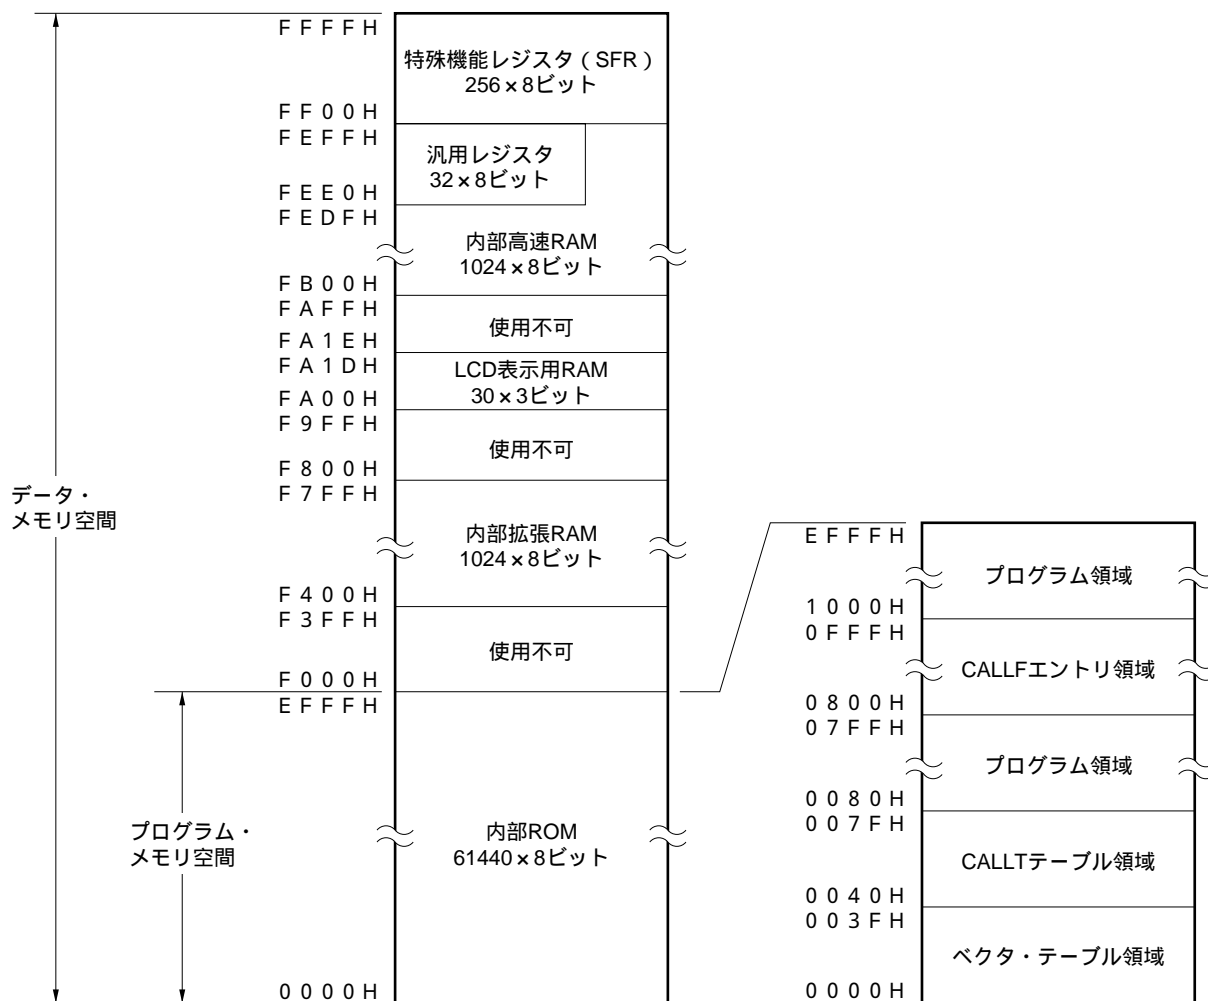 FFFFH
特殊機能レジスタ（SFR）
256×8ビット
FF00H
FEFFH
汎用レジスタ
32×8ビット
FEE0H
FEDFH
内部高速RAM
1024×8ビット
FB00H
FAFFH
使用不可
FA1EH
FA1DH
LCD表示用RAM
30×3ビット
FA00H
F9FFH
使用不可
F800H
F7FFH
データ・
メモリ空間
内部拡張RAM
1024×8ビット
F400H
F3FFH
使用不可
F000H
EFFFH
プログラム・
メモリ空間
内部ROM
61440×8ビット
0000H
EFFFH
プログラム領域
1000H
0FFFH
CALLFエントリ領域
0800H
07FFH
プログラム領域
0080H
007FH
CALLTテーブル領域
0040H
003FH
ベクタ・テーブル領域
0000H